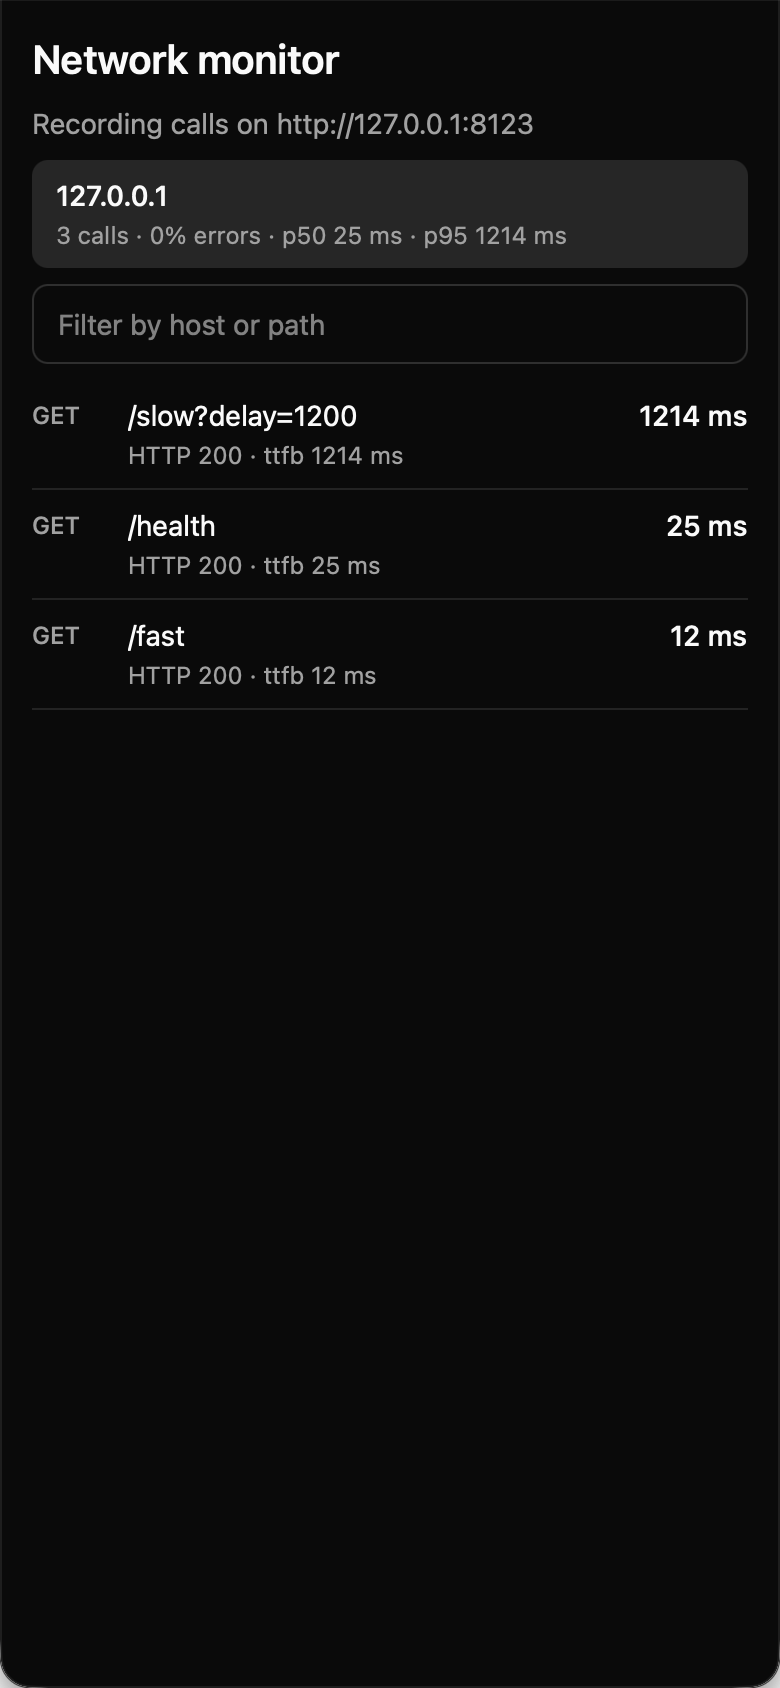 Network monitor
Recording calls on http://127.0.0.1:8123
127.0.0.1
3 calls · 0% errors · p50 25 ms · p95 1214 ms
Filter by host or path
GET /slow?delay=1200 1214 ms
HTTP 200 · ttfb 1214 ms
GET /health 25 ms
HTTP 200 · ttfb 25 ms
GET /fast 12 ms
HTTP 200 · ttfb 12 ms